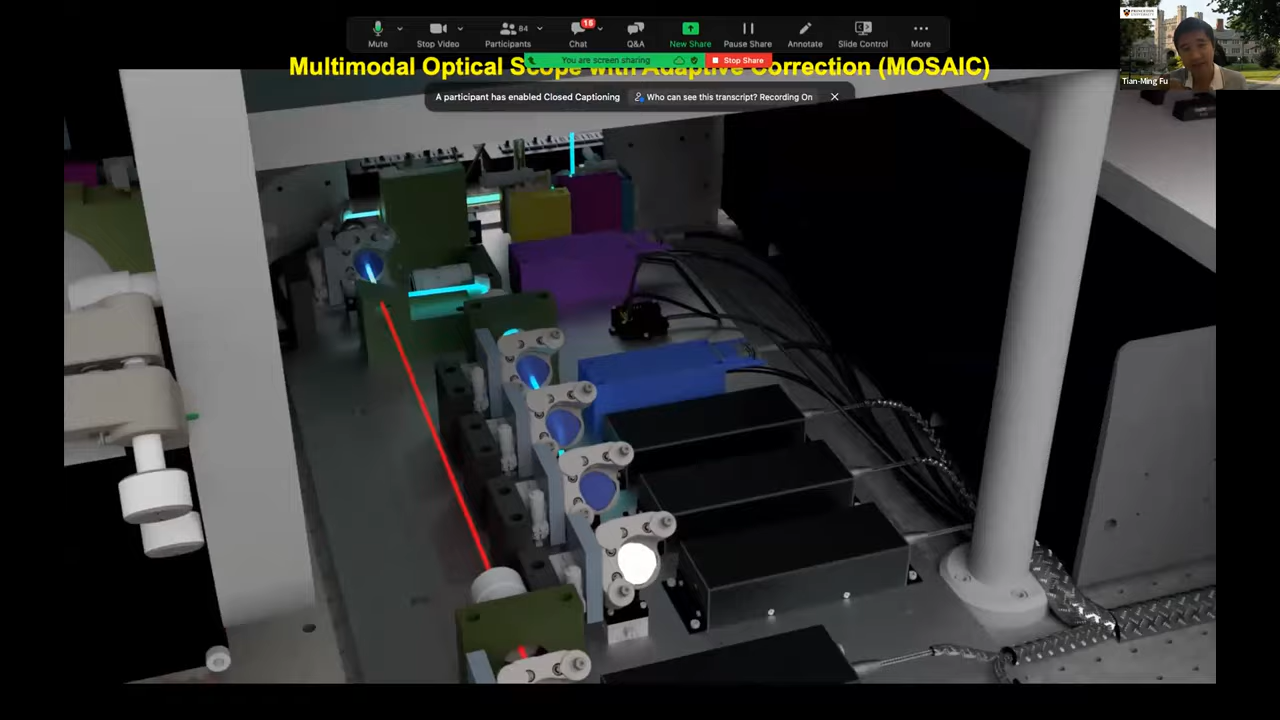 Mute
Stop Video
84
Participants
15
Chat
Q&A
New Share
Pause Share
Annotate
Slide Control
More
You are screen sharing
Stop Share
Multimodal Optical Scope with Adaptive Correction (MOSAIC)
A participant has enabled Closed Captioning
Who can see this transcript? Recording On
Tian-Ming Fu